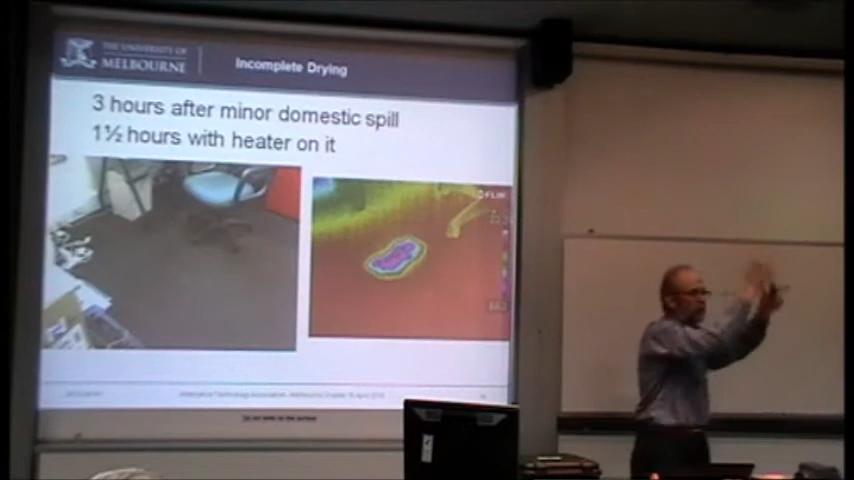 THE UNIVERSITY OF
MELBOURNE
Incomplete Drying
3 hours after minor domestic spill
1½ hours with heater on it
FLIR